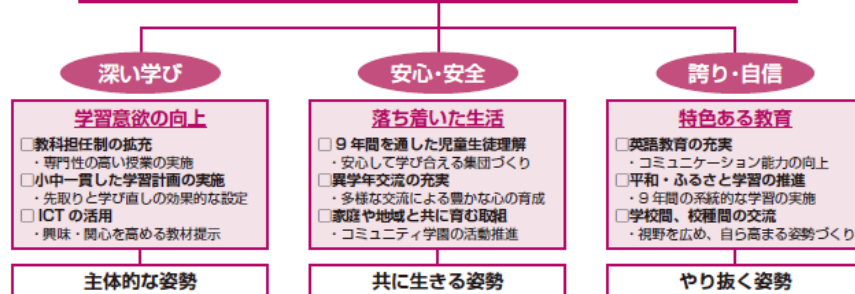 深い学び
学習意欲の向上
□教科担任制の拡充
・専門性の高い授業の実施
□小中一貫した学習計画の実施
・先取りと学び直しの効果的な設定
□ICTの活用
・興味・関心を高める教材提示
主体的な姿勢
安心・安全
落ち着いた生活
□9年間を通した児童生徒理解
・安心して学び合える集団づくり
□異学年交流の充実
・多様な交流による豊かな心の育成
□家庭や地域と共に育む取組
・コミュニティ学園の活動推進
共に生きる姿勢
誇り・自信
特色ある教育
□英語教育の充実
・コミュニケーション能力の向上
□平和・ふるさと学習の推進
・9年間の系統的な学習の実施
□学校間、校種間の交流
・視野を広め、自ら高まる姿勢づくり
やり抜く姿勢